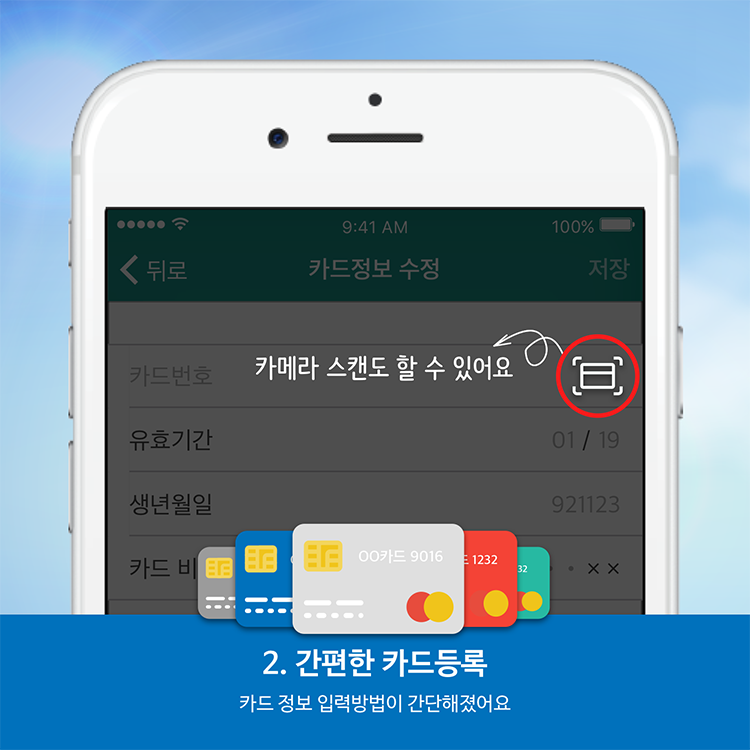 9:41 AM 100%
뒤로 카드정보 수정 저장
카드번호 카메라 스캔도 할 수 있어요
유효기간 01 / 19
생년월일 921123
카드 비
OO카드 9016
1232
32
2. 간편한 카드등록
카드 정보 입력방법이 간단해졌어요